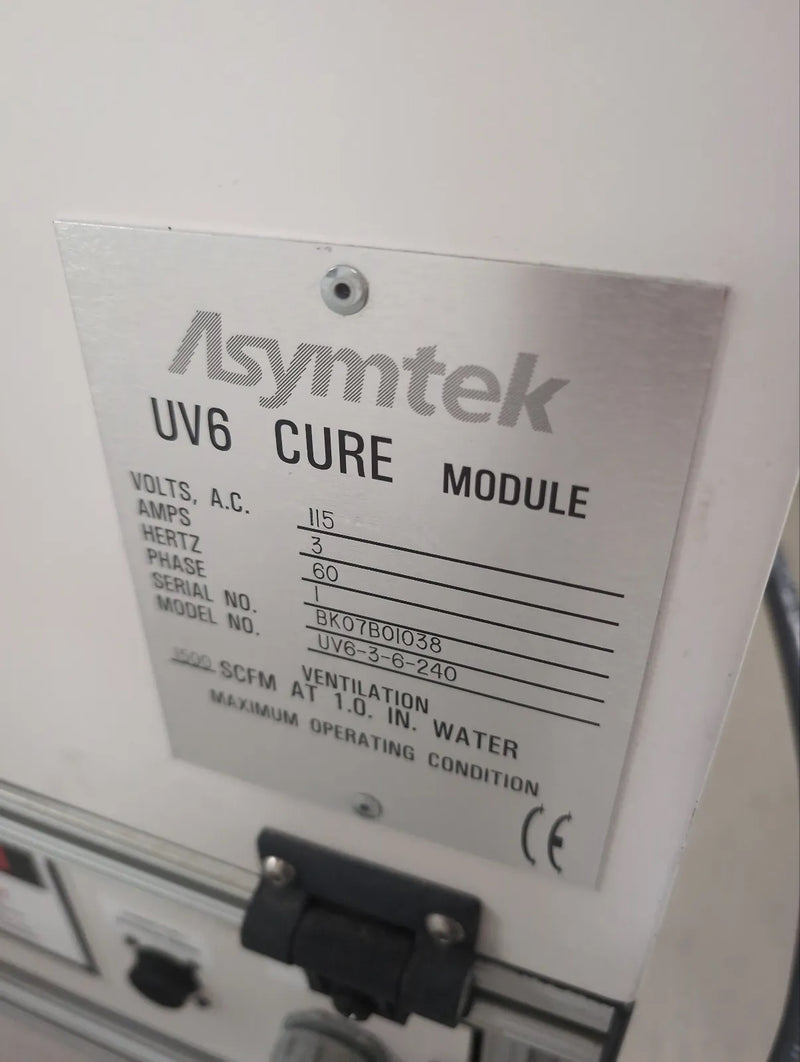 Asymtek
UV6 CURE MODULE
VOLTS, A.C. 115
AMPS 3
HERTZ 60
PHASE 1
SERIAL NO. BK07B01038
MODEL NO. UV6-3-6-240
VENTILATION
1500 SCFM AT 1.0. IN. WATER
MAXIMUM OPERATING CONDITION
CE